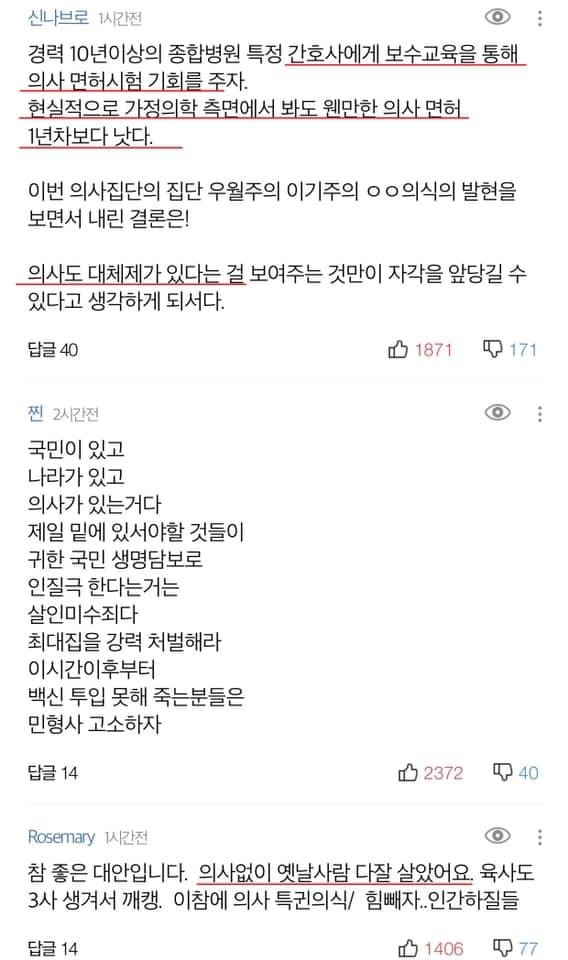 신나브로 1시간전
경력 10년이상의 종합병원 특정 간호사에게 보수교육을 통해
의사 면허시험 기회를 주자.
현실적으로 가정의학 측면에서 봐도 웬만한 의사 면허
1년차보다 낫다.
이번 의사집단의 집단 우월주의 이기주의 ㅇㅇ의식의 발현을
보면서 내린 결론은!
의사도 대체제가 있다는 걸 보여주는 것만이 자각을 앞당길 수
있다고 생각하게 되서다.
답글 40 1871 171
찐 2시간전
국민이 있고
나라가 있고
의사가 있는거다
제일 밑에 있서야할 것들이
귀한 국민 생명담보로
인질극 한다는거는
살인미수죄다
최대집을 강력 처벌해라
이시간이후부터
백신 투입 못해 죽는분들은
민형사 고소하자
답글 14 2372 40
Rosemary 1시간전
참 좋은 대안입니다. 의사없이 옛날사람 다잘 살았어요. 육사도
3사 생겨서 깨캥. 이참에 의사 특귄의식/ 힘빼자..인간하질들
답글 14 1406 77